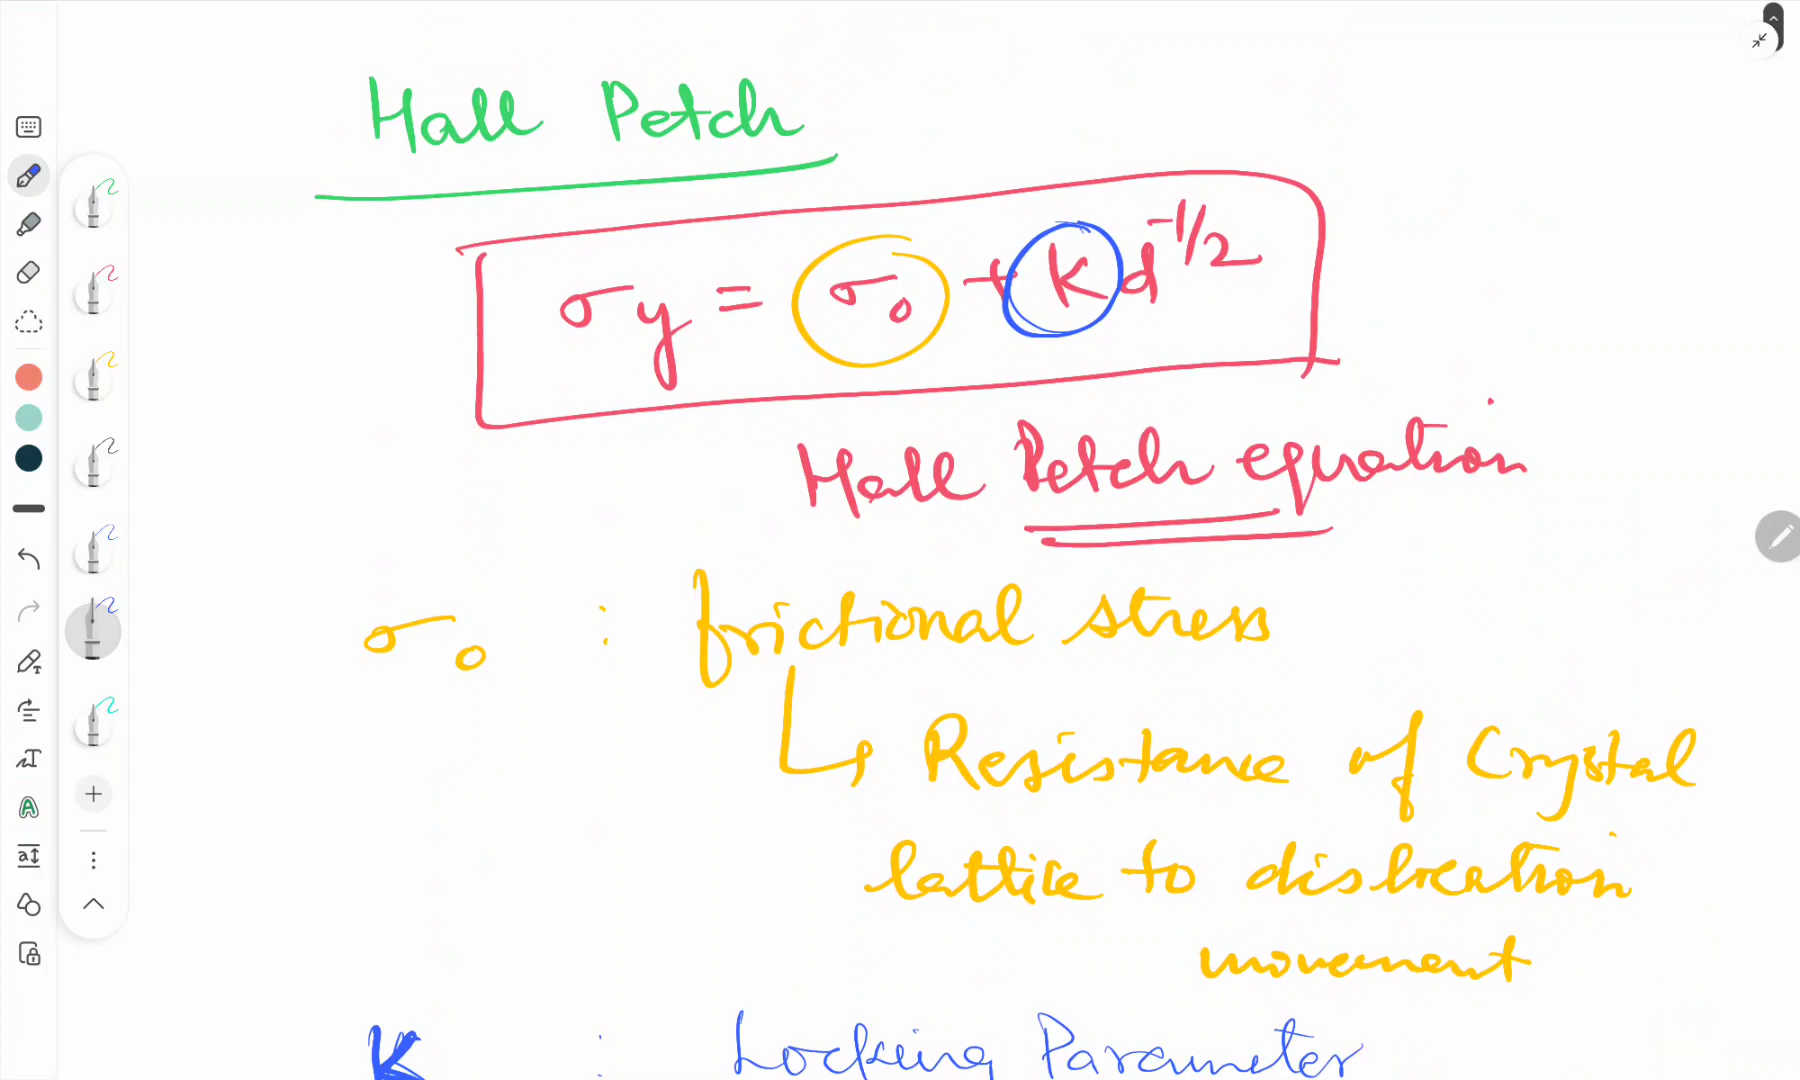 Hall Petch
σy = σ₀ + K d^-1/2
Hall Petch equation
σ₀ : frictional stress
↳ Resistance of Crystal
lattice to dislocation
movement
K : Locking Parameter